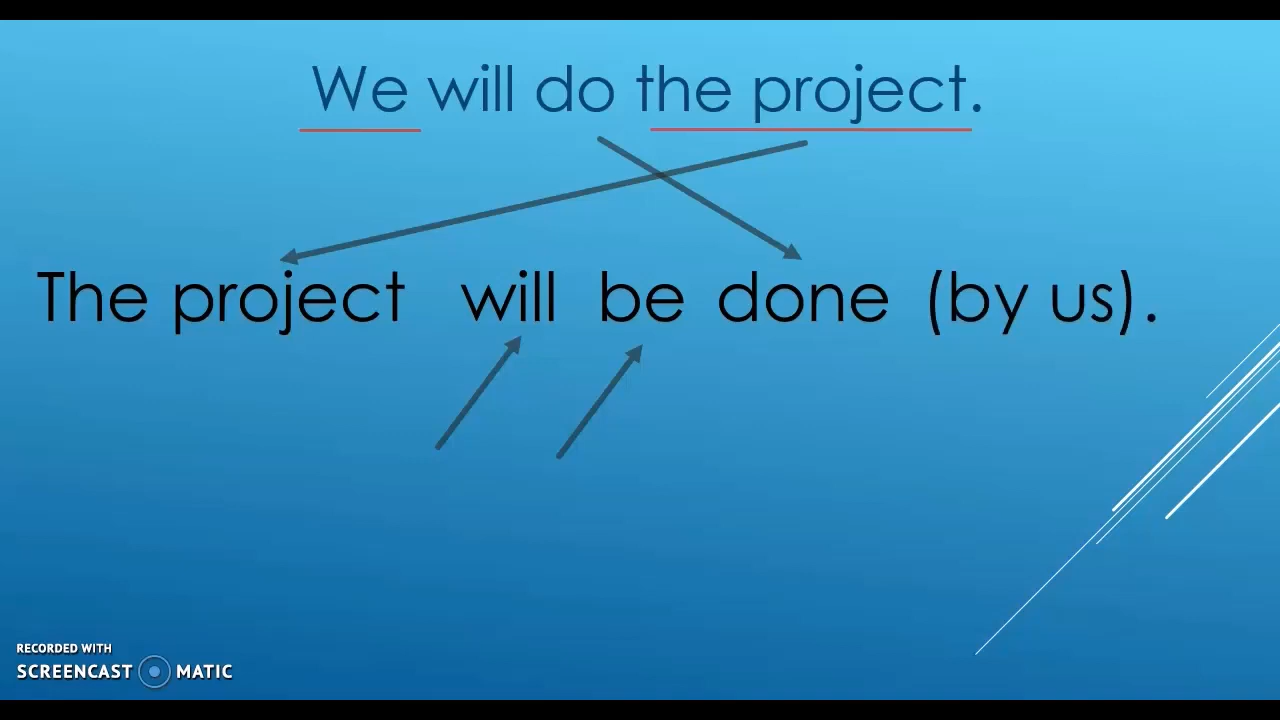 We will do the project.
The project will be done (by us).
RECORDED WITH
SCREENCAST MATIC